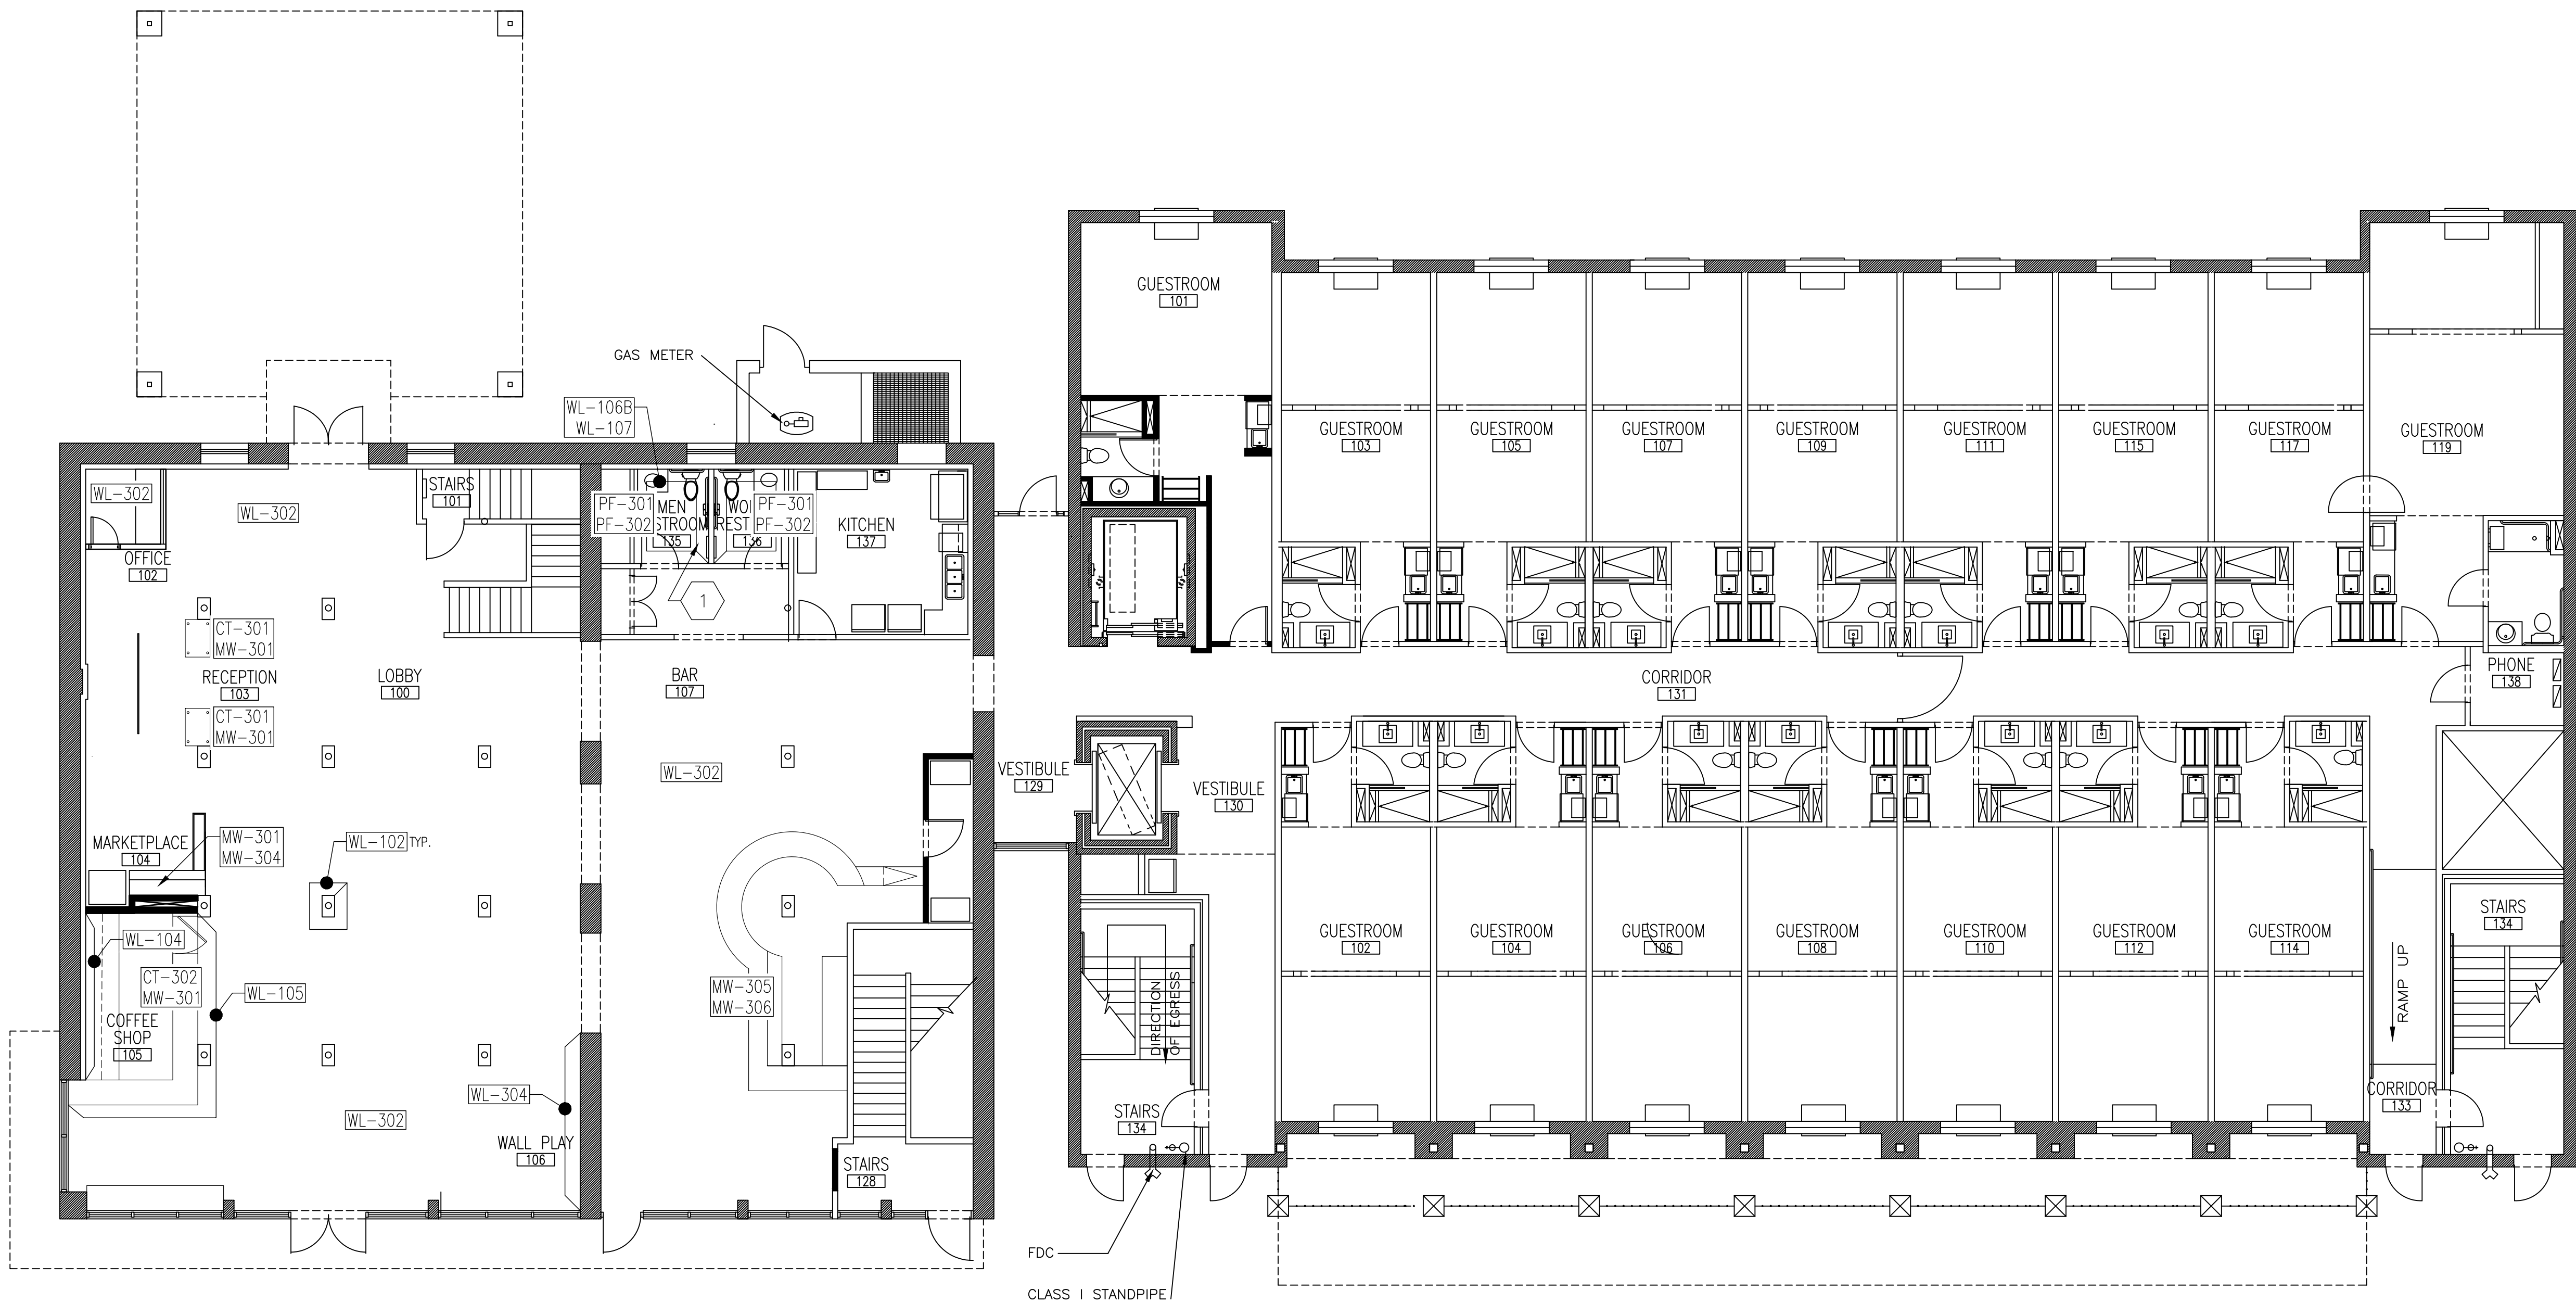 GAS METER
WL-106B
WL-107
WL-302
OFFICE
102
WL-302
STAIRS
101
PF-301
PF-302
MEN
135
PF-301
PF-302
136
KITCHEN
137
1
CT-301
MW-301
RECEPTION
103
CT-301
MW-301
LOBBY
100
BAR
107
WL-302
MARKETPLACE
104
MW-301
MW-304
WL-102 TYP.
WL-104
CT-302
MW-301
WL-105
COFFEE
SHOP
105
MW-305
MW-306
WL-304
WL-302
WALL PLAY
106
STAIRS
128
VESTIBULE
129
VESTIBULE
130
GUESTROOM
101
GUESTROOM
103
GUESTROOM
105
GUESTROOM
107
GUESTROOM
109
GUESTROOM
111
GUESTROOM
115
GUESTROOM
117
GUESTROOM
119
CORRIDOR
131
PHONE
138
GUESTROOM
102
GUESTROOM
104
GUESTROOM
106
GUESTROOM
108
GUESTROOM
110
GUESTROOM
112
GUESTROOM
114
STAIRS
134
RAMP UP
CORRIDOR
133
DIRECTION
OF EGRESS
STAIRS
134
FDC
CLASS I STANDPIPE